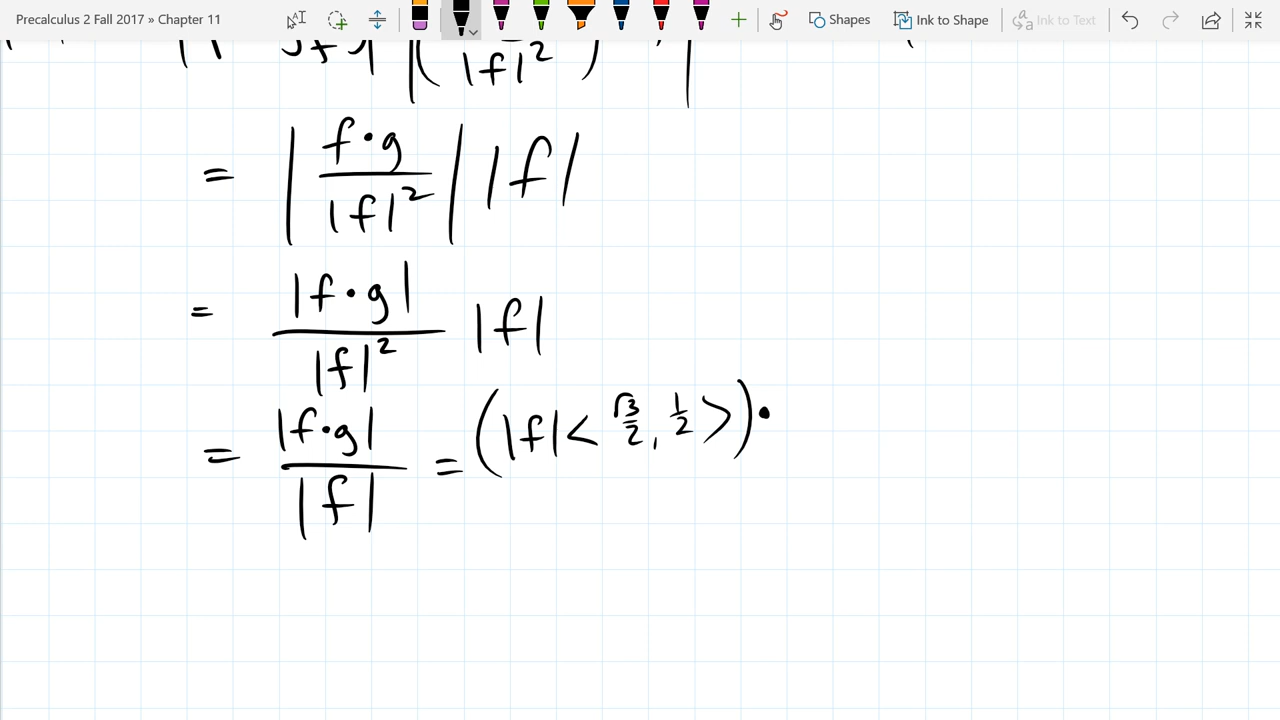 Precalculus 2 Fall 2017 » Chapter 11
Shapes
Ink to Shape
Ink to Text
|f|²
= | f·g / |f|² | |f|
= |f·g| / |f|² |f|
= |f·g| / |f| = (|f|< √3/2, 1/2 >)·